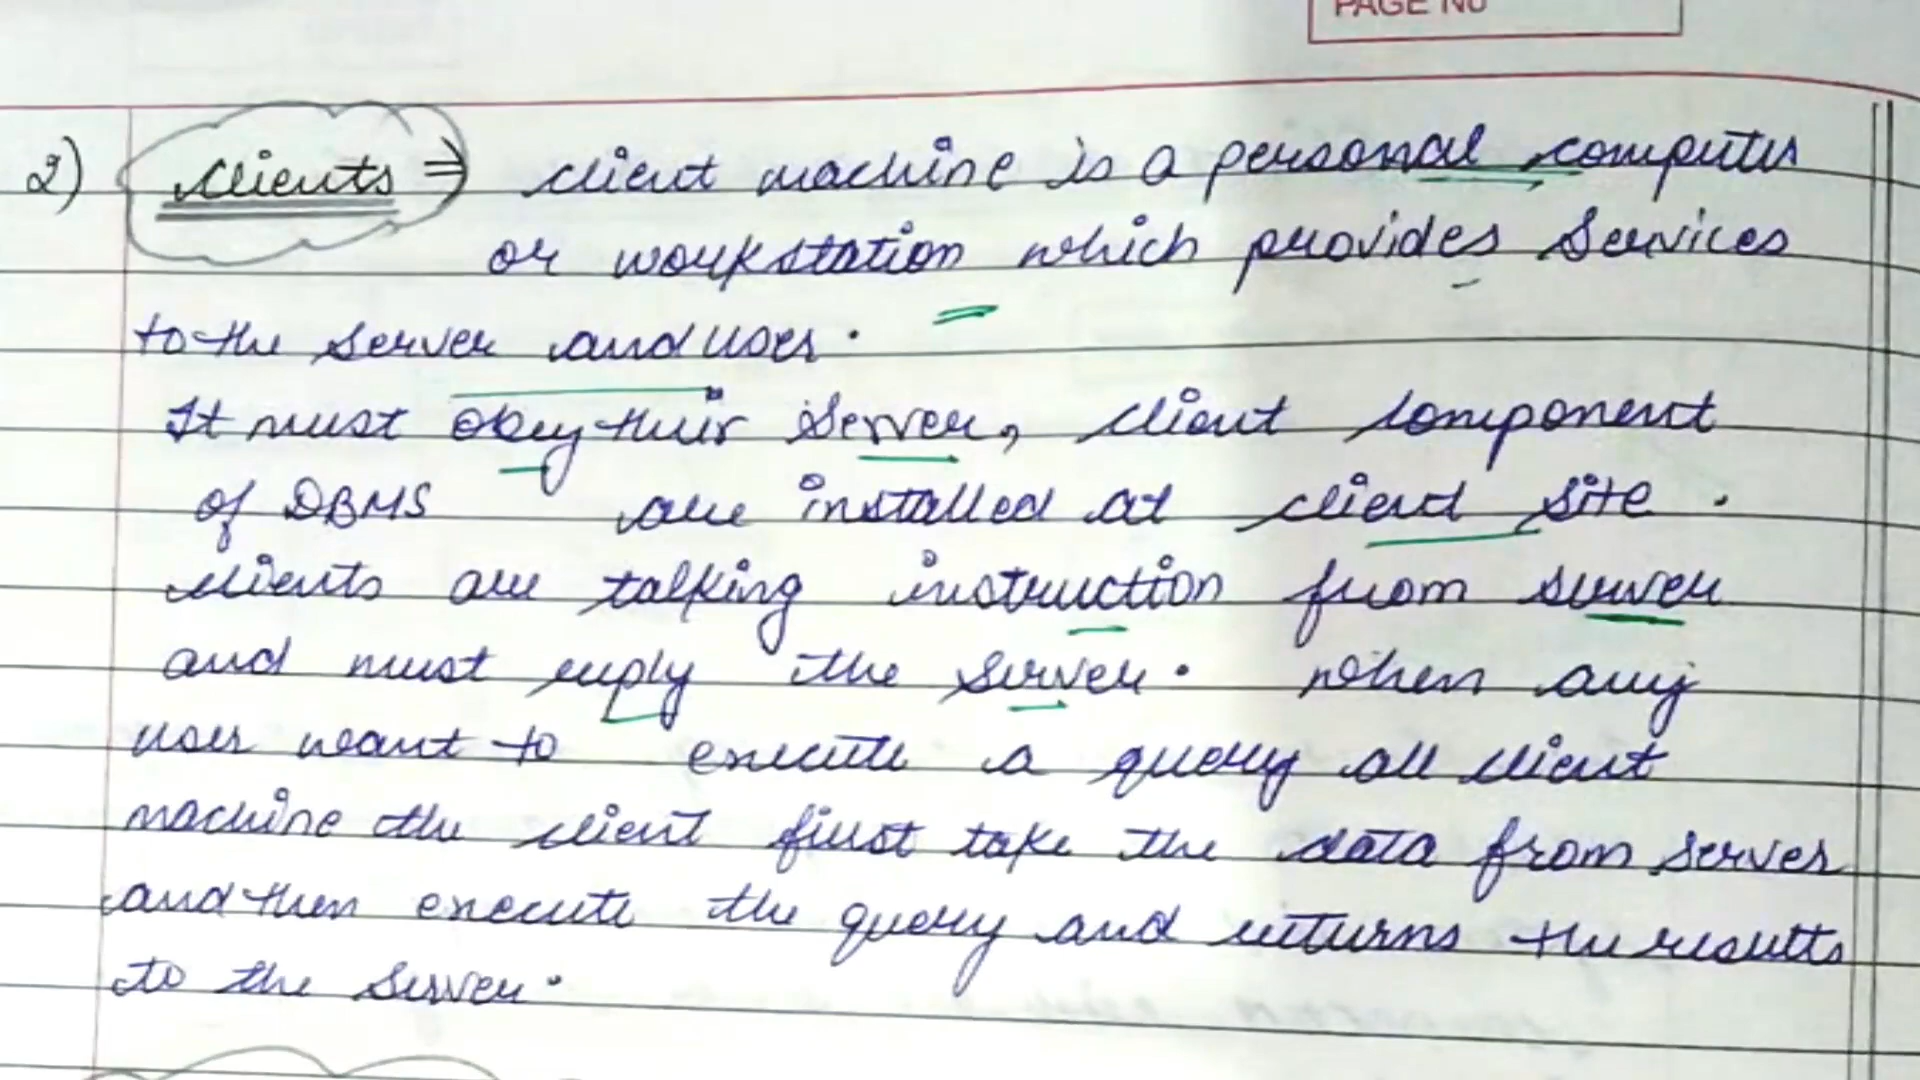 PAGE No
2) Clients ⇒ client machine is a personal computer
or workstation which provides services
to the server and user.
It must obey their server, client component
of DBMS are installed at client site.
clients are talking instruction from server
and must reply the server. When any
user want to execute a query all client
machine the client first take the data from server
and then execute the query and returns the results
to the server.